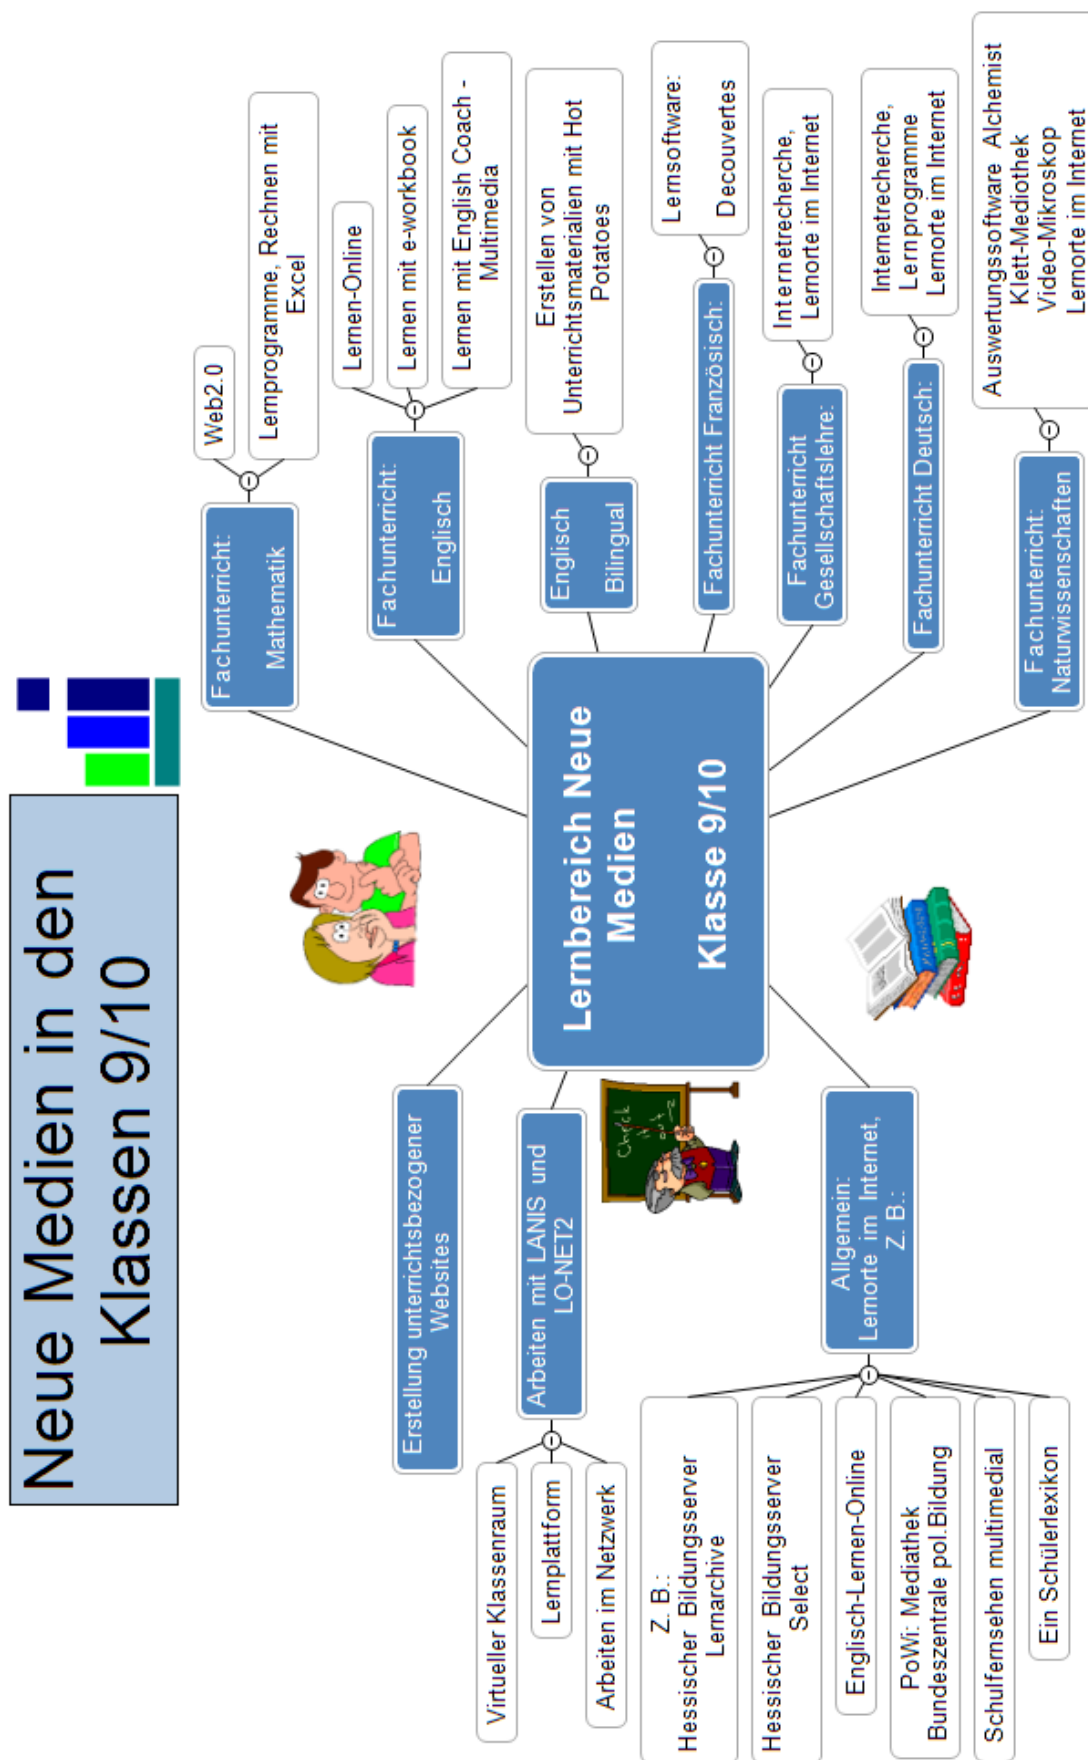 Neue Medien in den
Klassen 9/10
Lernbereich Neue
Medien
Klasse 9/10
Fachunterricht:
Mathematik
Web2.0
Lernprogramme, Rechnen mit
Excel
Fachunterricht:
Englisch
Lernen-Online
Lernen mit e-workbook
Lernen mit English Coach -
Multimedia
Englisch
Bilingual
Erstellen von
Unterrichtsmaterialien mit Hot
Potatoes
Fachunterricht Französisch:
Lernsoftware:
Decouvertes
Fachunterricht
Gesellschaftslehre:
Internetrecherche,
Lernorte im Internet
Fachunterricht Deutsch:
Internetrecherche,
Lernprogramme
Lernorte im Internet
Fachunterricht:
Naturwissenschaften
Auswertungssoftware Alchemist
Klett-Mediothek
Video-Mikroskop
Lernorte im Internet
Erstellung unterrichtsbezogener
Websites
Arbeiten mit LANIS und
LO-NET2
Virtueller Klassenraum
Lernplattform
Arbeiten im Netzwerk
Allgemein:
Lernorte im Internet,
Z. B.:
Z. B.:
Hessischer Bildungsserver
Lernarchive
Hessischer Bildungsserver
Select
Englisch-Lernen-Online
PoWi: Mediathek
Bundeszentrale pol.Bildung
Schulfernsehen multimedial
Ein Schülerlexikon
Check
it
out